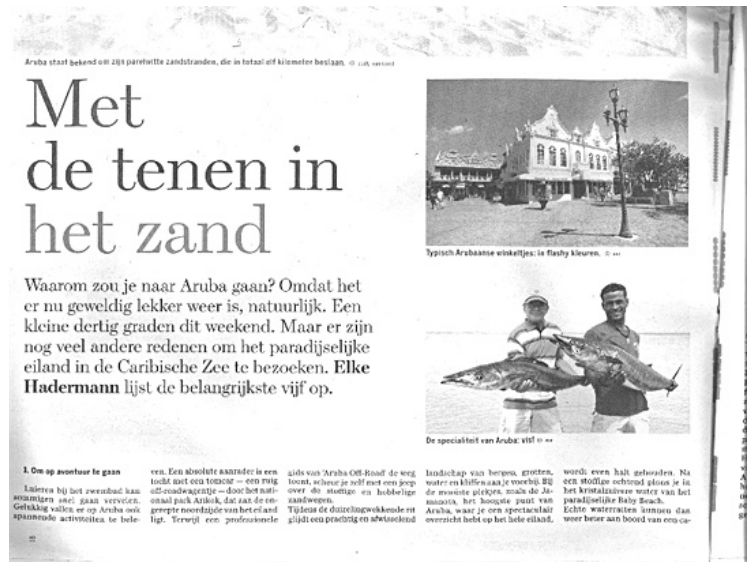 Aruba staat bekend om zijn parelwitte zandstranden, die in totaal elf kilometer beslaan.
Met
de tenen in
het zand
Waarom zou je naar Aruba gaan? Omdat het
er nu geweldig lekker weer is, natuurlijk. Een
kleine dertig graden dit weekend. Maar er zijn
nog veel andere redenen om het paradijselijke
eiland in de Caribische Zee te bezoeken. Elke
Hadermann lijst de belangrijkste vijf op.
Typisch Arubaanse winkeltjes: in flashy kleuren.
De specialiteit van Aruba: vis!
1. Om op avontuur te gaan
Luieren bij het zwembad kan
sommigen snel gaan vervelen.
Gelukkig vallen er op Aruba ook
spannende activiteiten te bele-
ven. Een absolute aanrader is een
tocht met een tomcar — een ruig
off-roadwagentje — door het nati-
onaal park Arikok, dat aan de on-
gerepte noordzijde van het eiland
ligt. Terwijl een professionele
gids van 'Aruba Off-Road' de weg
toont, scheur je zelf met een jeep
over de stoffige en hobbelige
zandwegen.
Tijdens de duizelingwekkende rit
glijdt een prachtig en afwisselend
landschap van bergen, grotten,
water en kliffen aan je voorbij. Bij
de mooiste plekjes, zoals de Ja-
manota, het hoogste punt van
Aruba, waar je een spectaculair
overzicht hebt op het hele eiland,
wordt even halt gehouden. Na
een stoffige ochtend plons je in
het kristalzuivere water van het
paradijselijke Baby Beach.
Echte waterratten kunnen dan
weer beter aan boord van een ca-